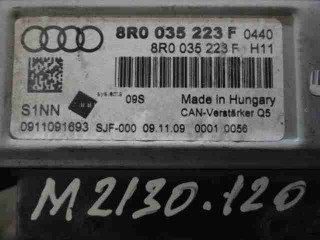 8R0 035 223 F 0440
8R0 035 223 F H11
09S
Made in Hungary
S1NN
CAN-Verstärker Q5
0911091693 SJF-000 09.11.09 0001 0056
M2130.120